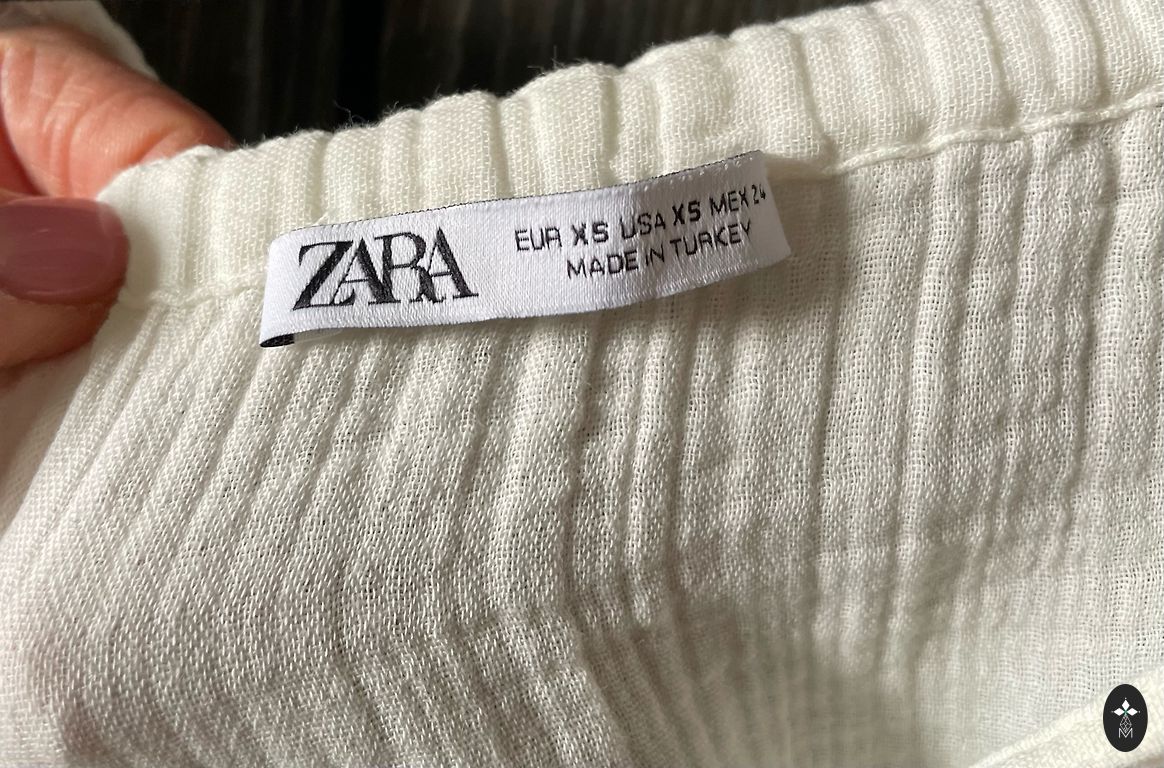 ZARA
EUR XS USA XS MEX 24
MADE IN TURKEY
M